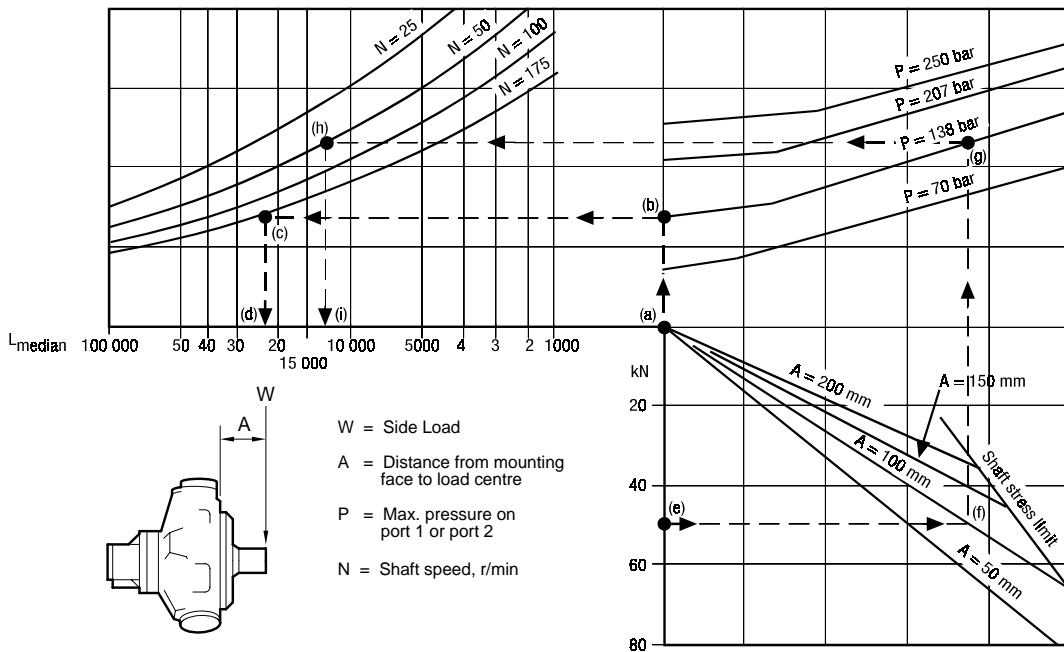 N = 25
N = 50
N = 100
N = 175
P = 250 bar
P = 207 bar
P = 138 bar
P = 70 bar
(h)
(g)
(b)
(c)
(d)
(i)
(a)
Lmedian 100 000 50 40 30 20 10 000 5000 4 3 2 1000
15 000
kN
20
40
60
80
A = 200 mm
A = 150 mm
A = 100 mm
A = 50 mm
Shaft stress limit
(e)
(f)
W
A
W = Side Load
A = Distance from mounting
face to load centre
P = Max. pressure on
port 1 or port 2
N = Shaft speed, r/min